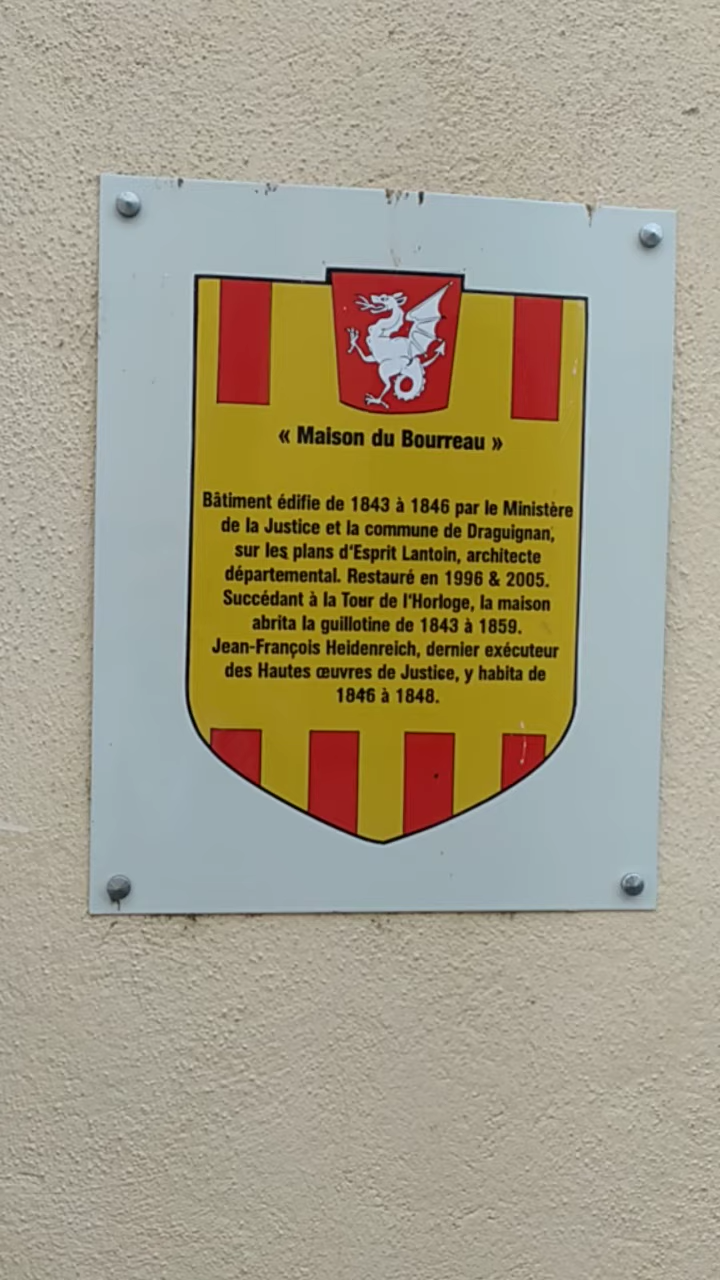 « Maison du Bourreau »
Bâtiment édifie de 1843 à 1846 par le Ministère
de la Justice et la commune de Draguignan,
sur les plans d'Esprit Lantoin, architecte
départemental. Restauré en 1996 & 2005.
Succédant à la Tour de l'Horloge, la maison
abrita la guillotine de 1843 à 1859.
Jean-François Heidenreich, dernier exécuteur
des Hautes œuvres de Justice, y habita de
1846 à 1848.